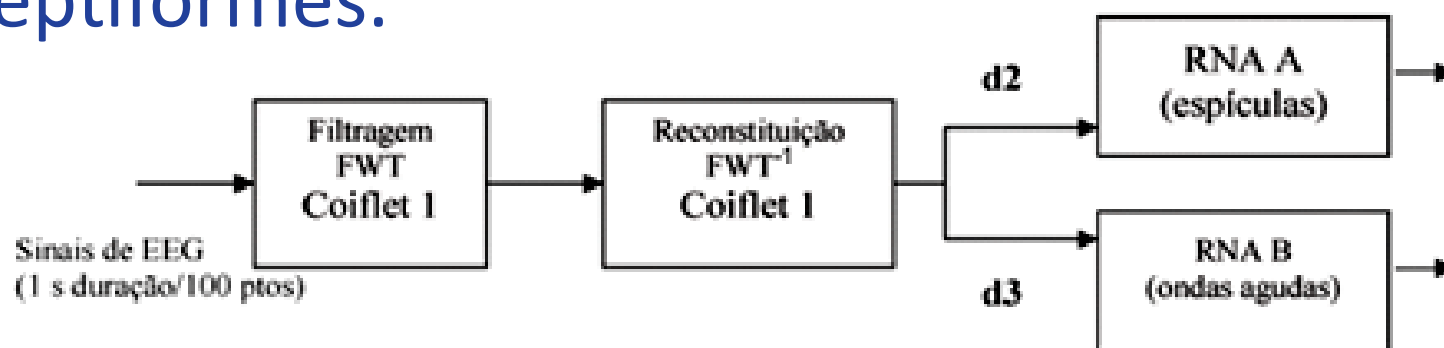 eptiformes.
Filtragem
FWT
Coiflet 1
Reconstituição
FWT⁻¹
Coiflet 1
d2
RNA A
(espículas)
Sinais de EEG
(1 s duração/100 ptos)
d3
RNA B
(ondas agudas)